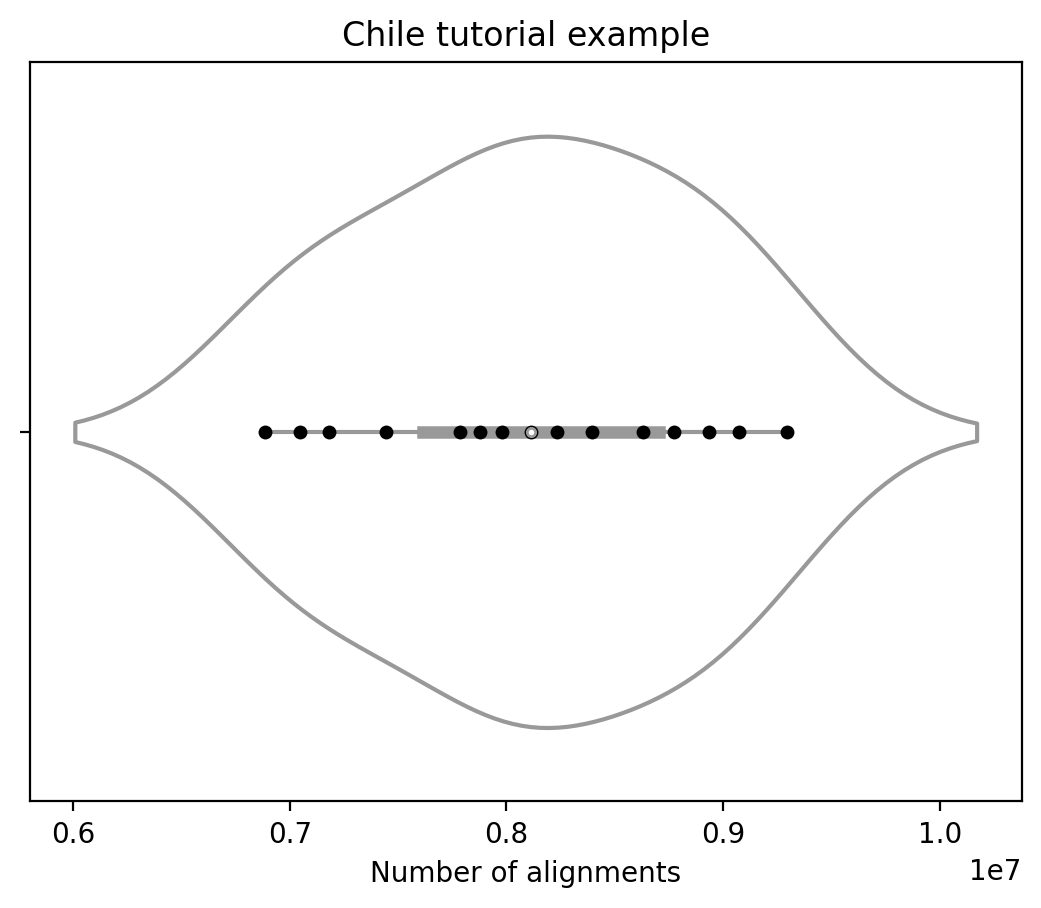 Chile tutorial example
0.6 0.7 0.8 0.9 1.0
Number of alignments
1e7